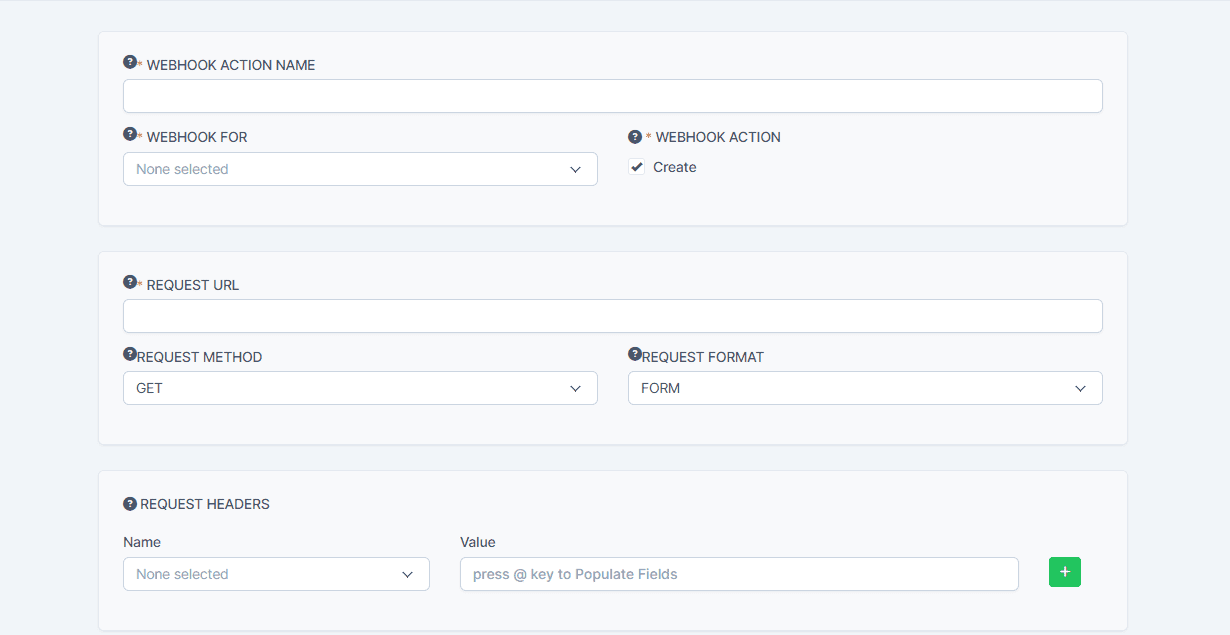 ? * WEBHOOK ACTION NAME
? * WEBHOOK FOR
None selected
? * WEBHOOK ACTION
Create
? * REQUEST URL
? REQUEST METHOD
GET
? REQUEST FORMAT
FORM
? REQUEST HEADERS
Name
None selected
Value
press @ key to Populate Fields
+